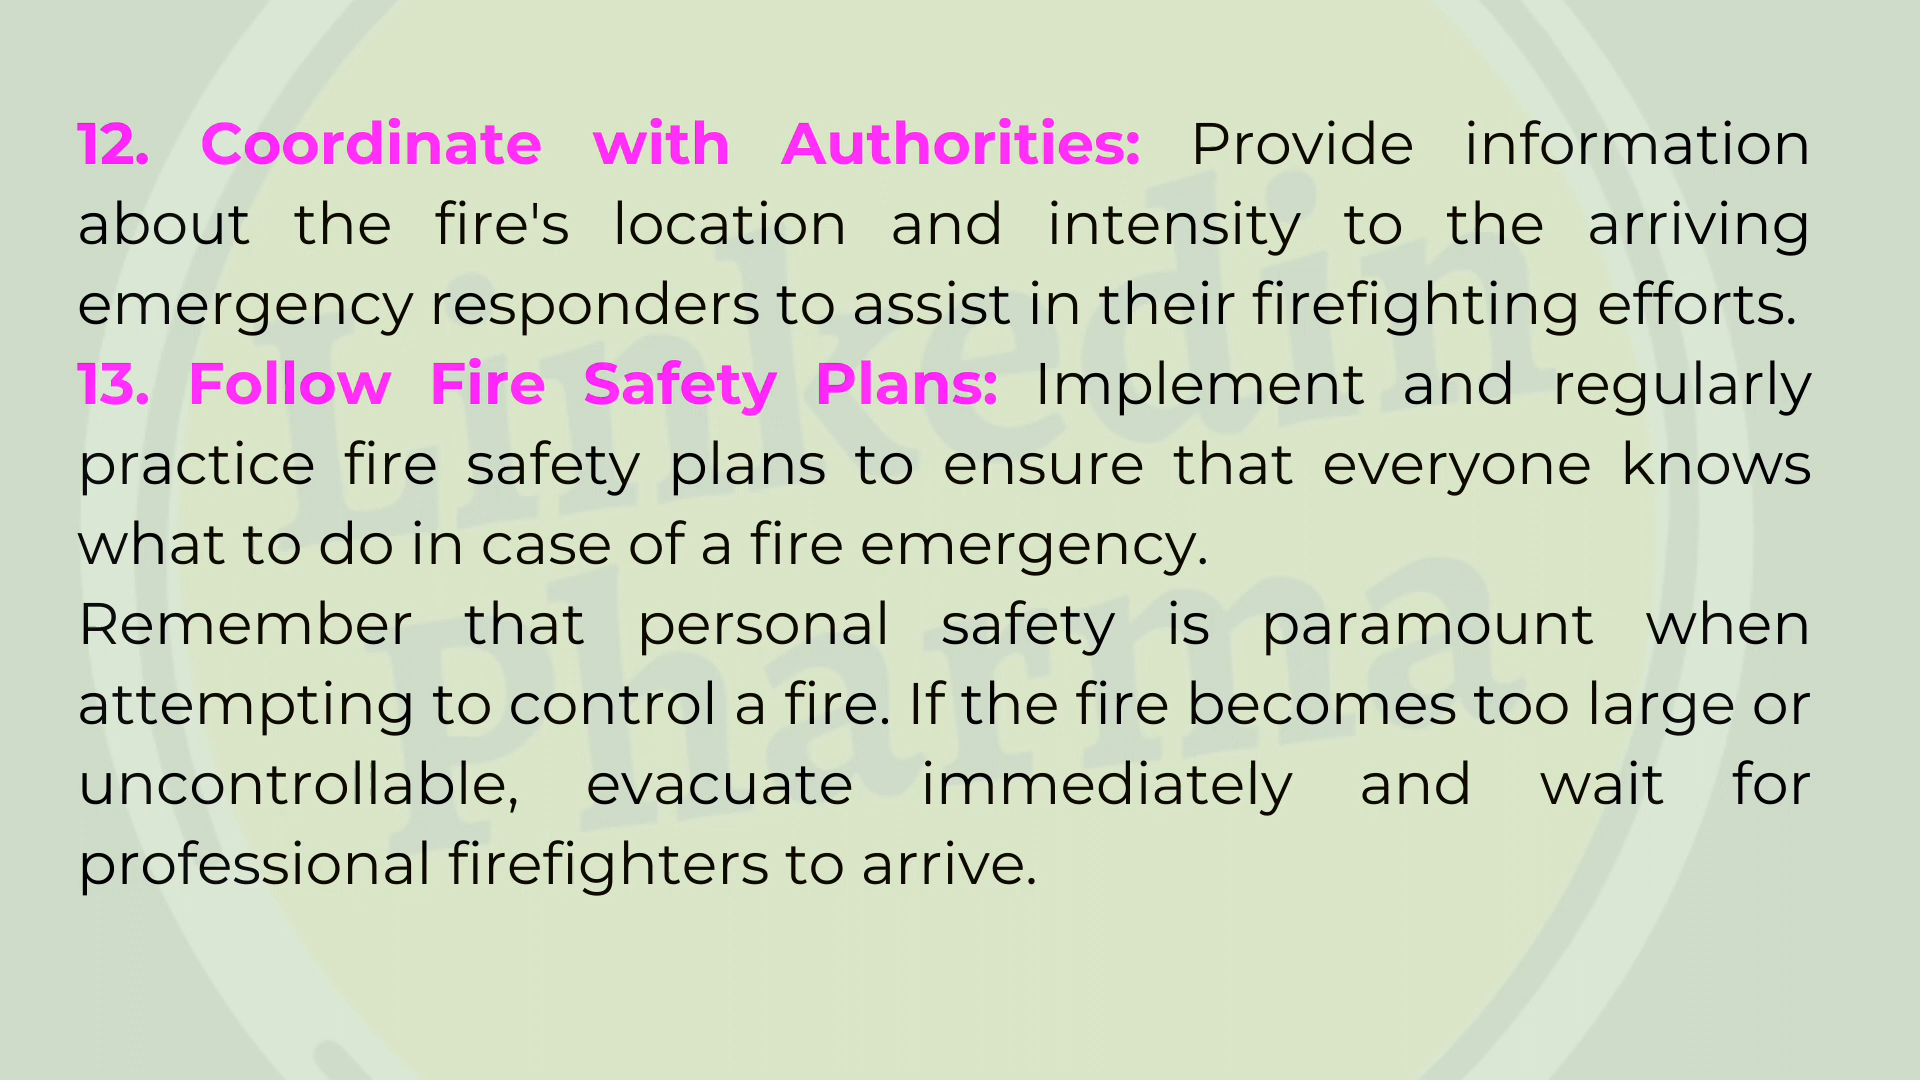 12. Coordinate with Authorities: Provide information
about the fire's location and intensity to the arriving
emergency responders to assist in their firefighting efforts.
13. Follow Fire Safety Plans: Implement and regularly
practice fire safety plans to ensure that everyone knows
what to do in case of a fire emergency.
Remember that personal safety is paramount when
attempting to control a fire. If the fire becomes too large or
uncontrollable, evacuate immediately and wait for
professional firefighters to arrive.
Linkedin
Pharma